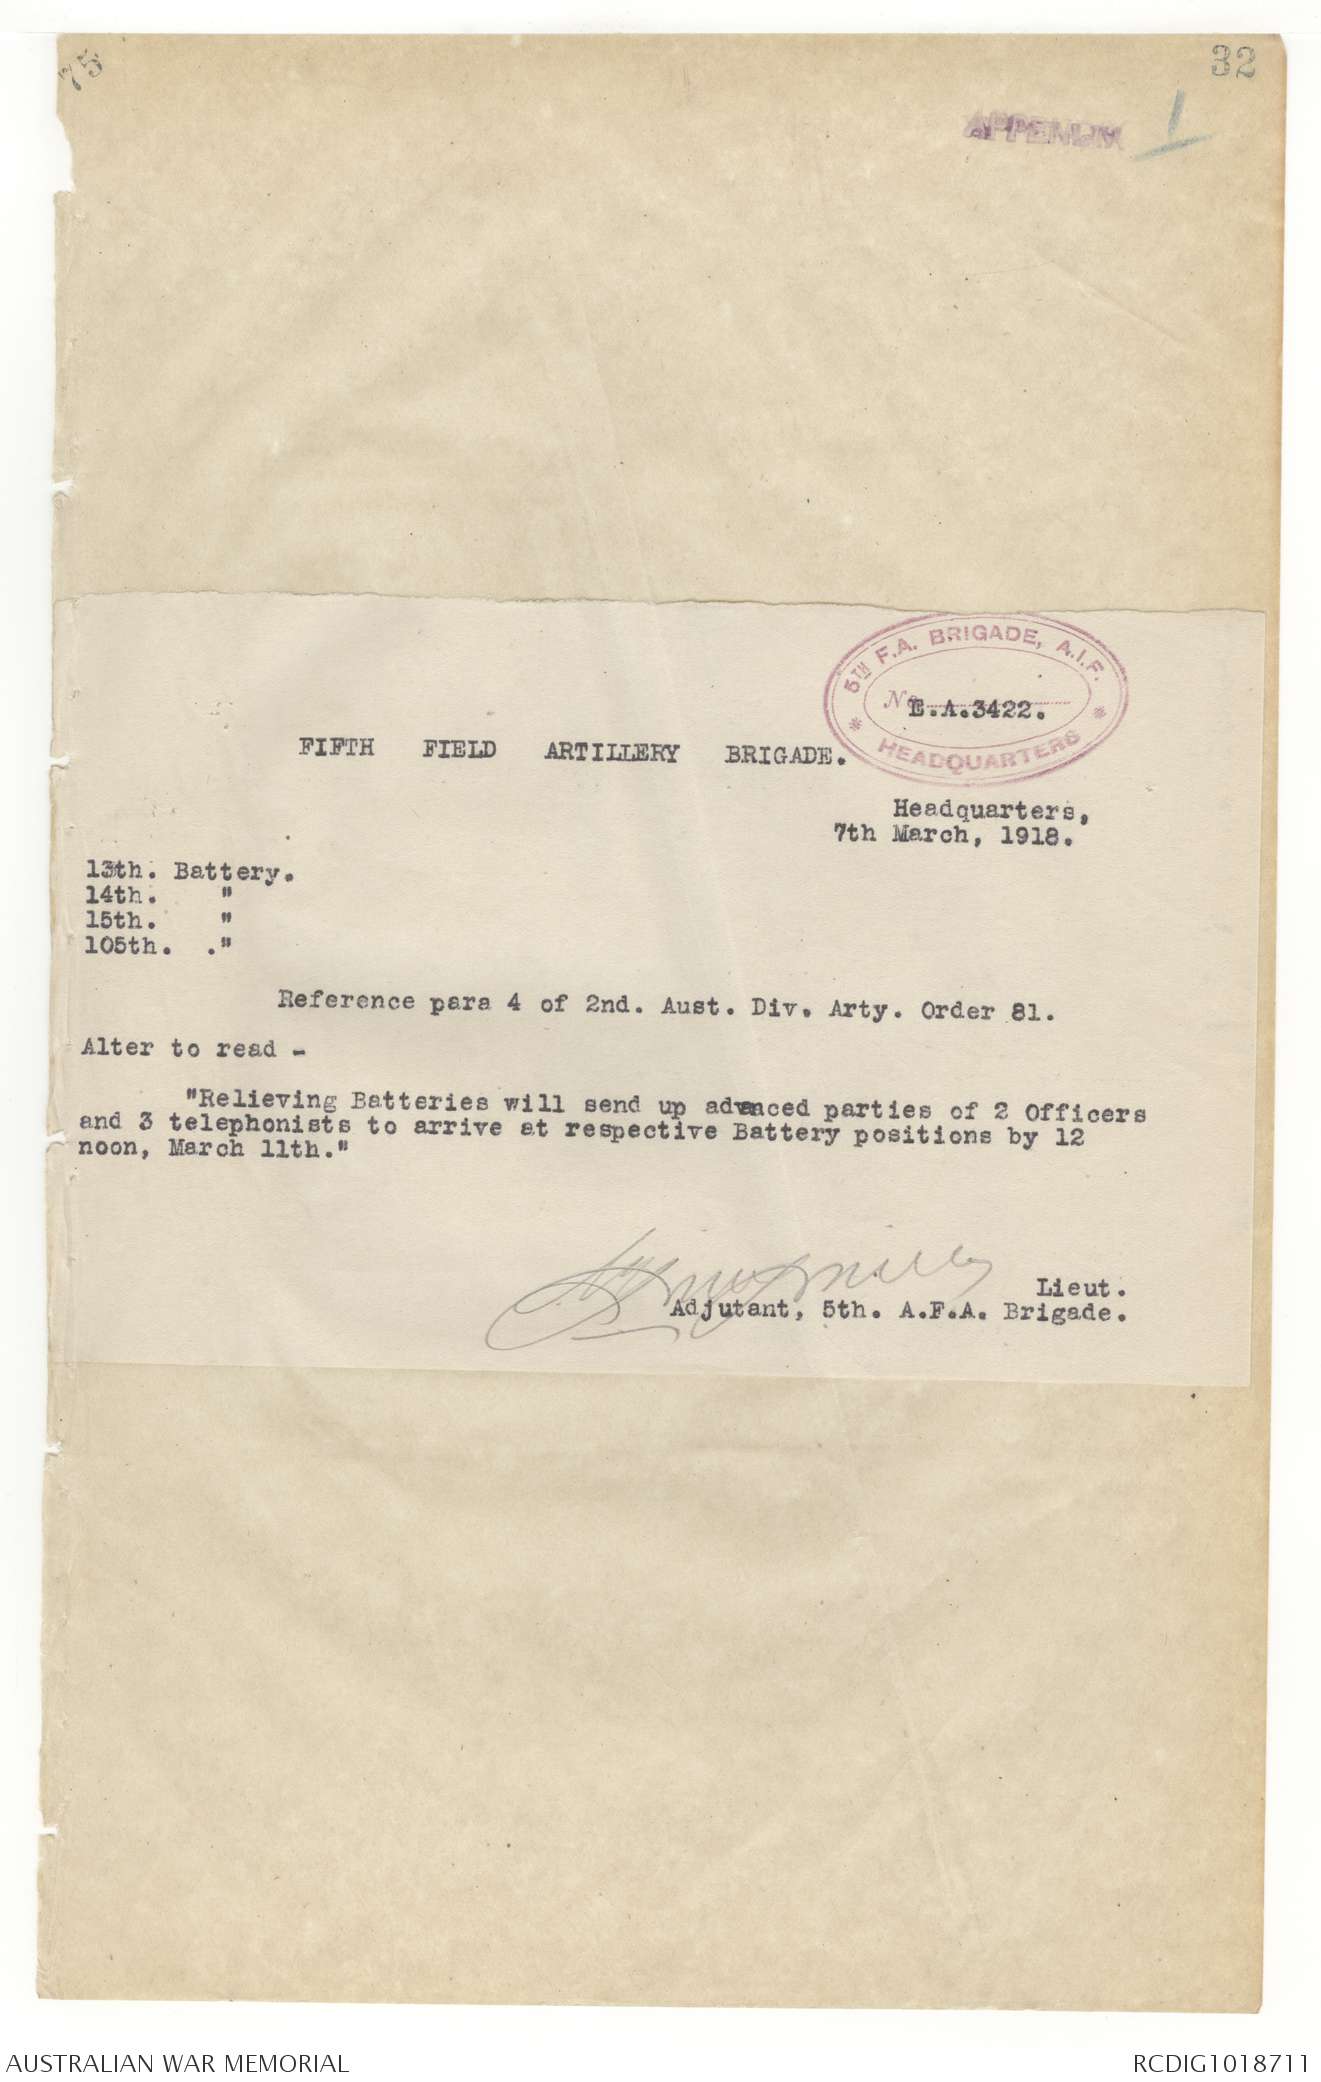 75
32
APPENDIX 1
5TH F.A. BRIGADE, A.I.F.
No E.A.3422.
* HEADQUARTERS *
FIFTH FIELD ARTILLERY BRIGADE.
Headquarters,
7th March, 1918.
13th. Battery.
14th. "
15th. "
105th. ."
Reference para 4 of 2nd. Aust. Div. Arty. Order 81.
Alter to read -
"Relieving Batteries will send up advanced parties of 2 Officers
and 3 telephonists to arrive at respective Battery positions by 12
noon, March 11th."
Lieut.
Adjutant, 5th. A.F.A. Brigade.
AUSTRALIAN WAR MEMORIAL
RCDIG1018711